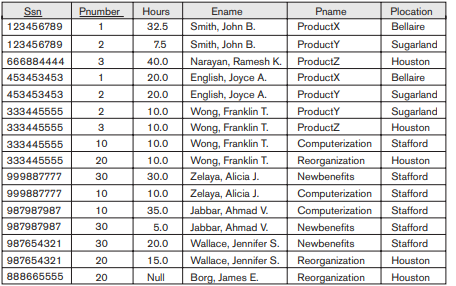 Ssn Pnumber Hours Ename Pname Plocation
123456789 1 32.5 Smith, John B. ProductX Bellaire
123456789 2 7.5 Smith, John B. ProductY Sugarland
666884444 3 40.0 Narayan, Ramesh K. ProductZ Houston
453453453 1 20.0 English, Joyce A. ProductX Bellaire
453453453 2 20.0 English, Joyce A. ProductY Sugarland
333445555 2 10.0 Wong, Franklin T. ProductY Sugarland
333445555 3 10.0 Wong, Franklin T. ProductZ Houston
333445555 10 10.0 Wong, Franklin T. Computerization Stafford
333445555 20 10.0 Wong, Franklin T. Reorganization Houston
999887777 30 30.0 Zelaya, Alicia J. Newbenefits Stafford
999887777 10 10.0 Zelaya, Alicia J. Computerization Stafford
987987987 10 35.0 Jabbar, Ahmad V. Computerization Stafford
987987987 30 5.0 Jabbar, Ahmad V. Newbenefits Stafford
987654321 30 20.0 Wallace, Jennifer S. Newbenefits Stafford
987654321 20 15.0 Wallace, Jennifer S. Reorganization Houston
888665555 20 Null Borg, James E. Reorganization Houston